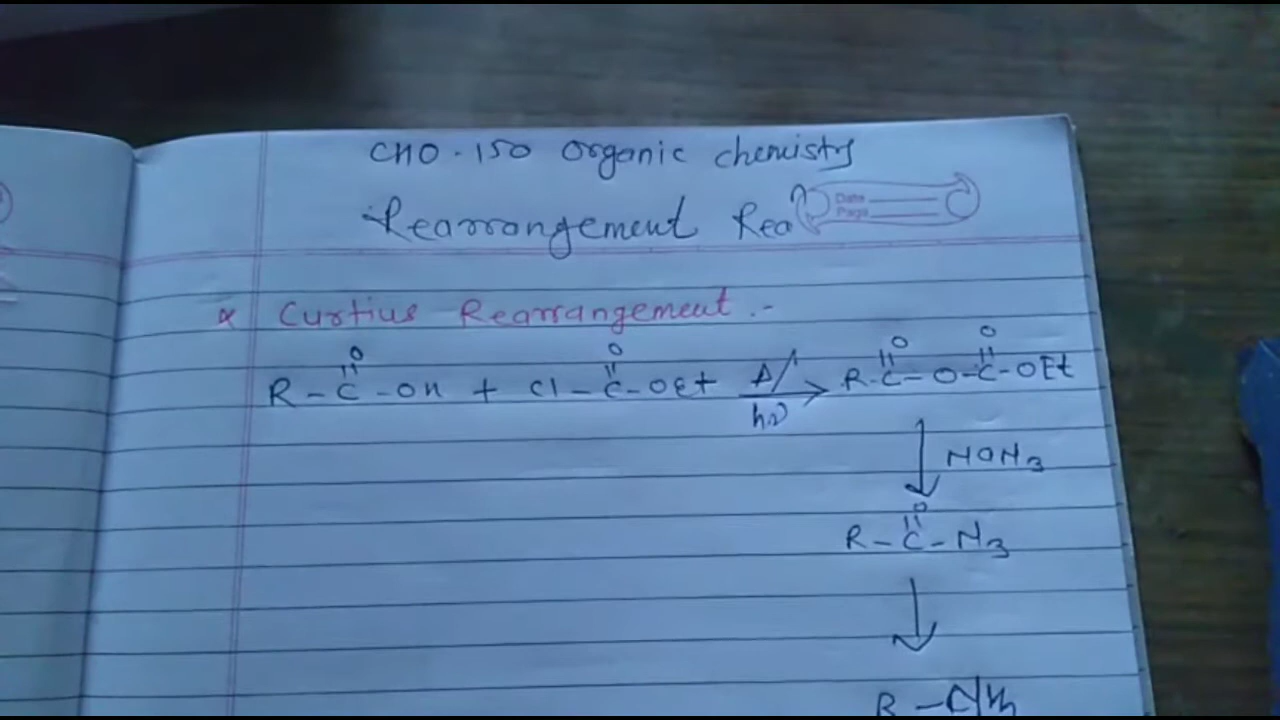 CHO-150 Organic chemistry
Rearrangement Rea
Date
Page
Curtius Rearrangement :-
O O O O
R-C-OH + Cl-C-OEt Δ/ R-C-O-C-OEt
hν
NaN3
O
R-C-N3
R-